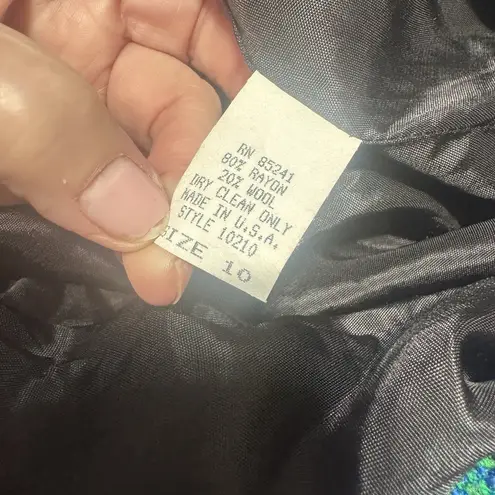 RN 85241
80% RAYON
20% WOOL
DRY CLEAN ONLY
MADE IN U.S.A.
STYLE 10210
SIZE 10